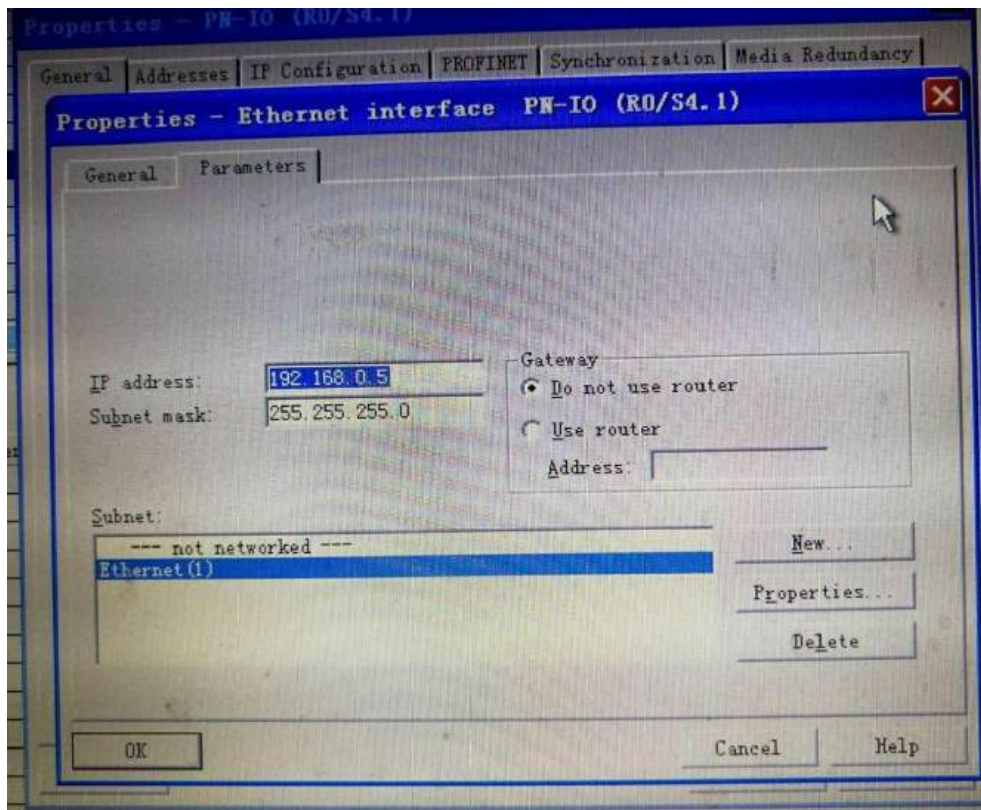 Properties - PN-IO (R0/S4.1)
General Addresses IP Configuration PROFINET Synchronization Media Redundancy
Properties - Ethernet interface PN-IO (R0/S4.1)
General Parameters
IP address: 192.168.0.5
Subnet mask: 255.255.255.0
Gateway
Do not use router
Use router
Address:
Subnet:
--- not networked ---
Ethernet(1)
New...
Properties...
Delete
OK Cancel Help